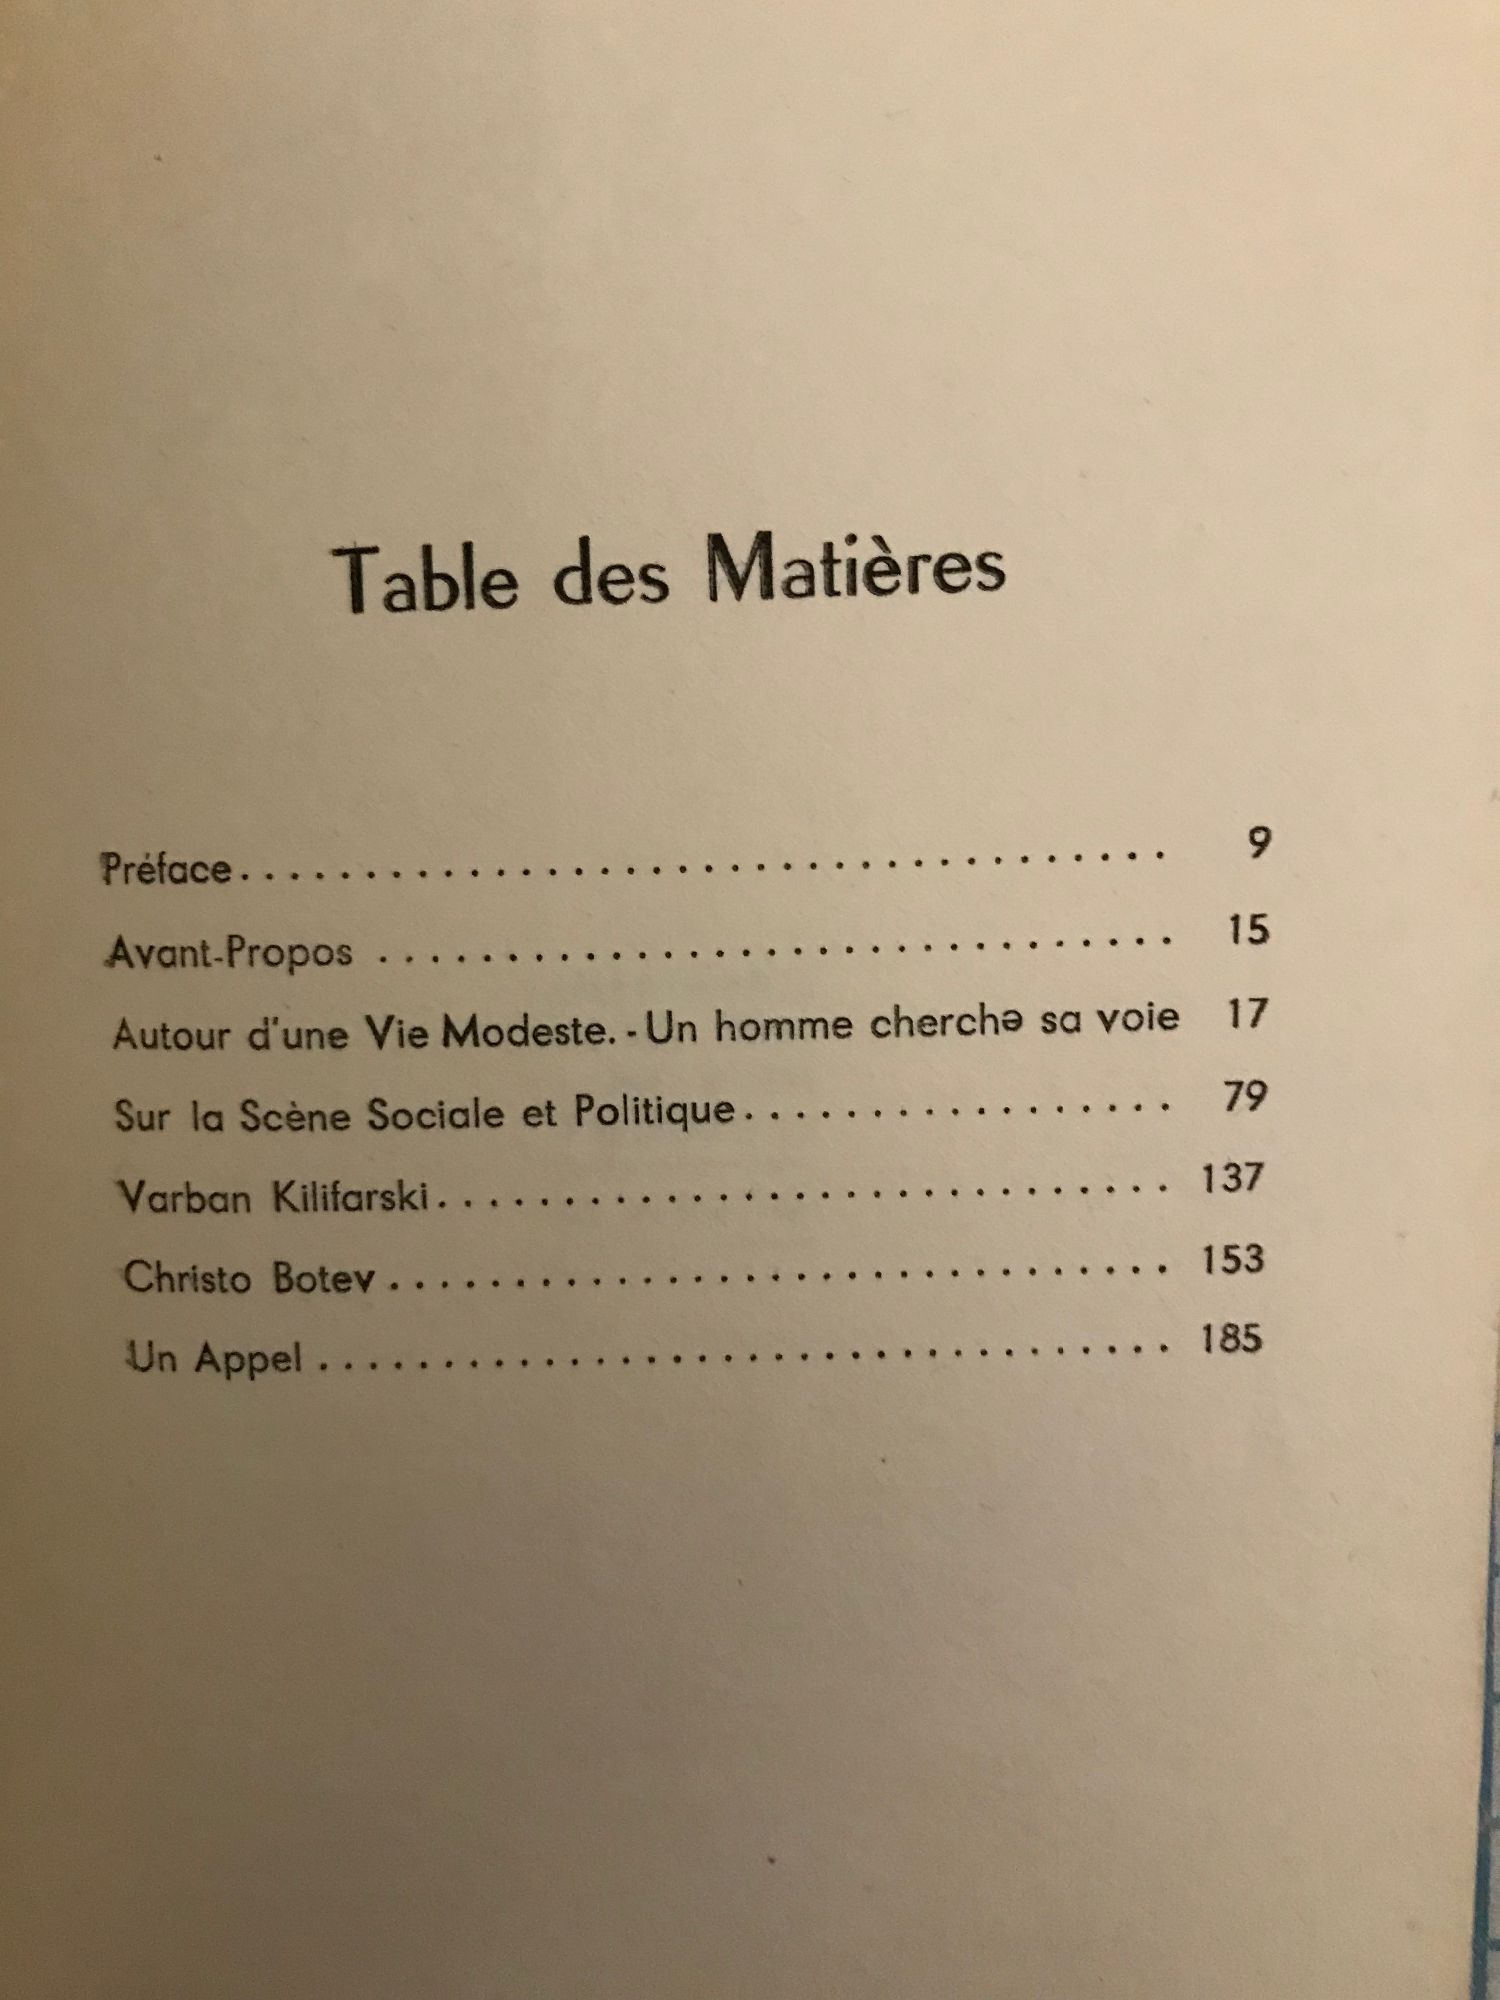 Table des Matières
Préface........................................ 9
Avant-Propos ............................... 15
Autour d'une Vie Modeste. - Un homme cherchə sa voie 17
Sur la Scène Sociale et Politique................. 79
Varban Kilifarski............................. 137
Christo Botev............................... 153
Un Appel .................................. 185